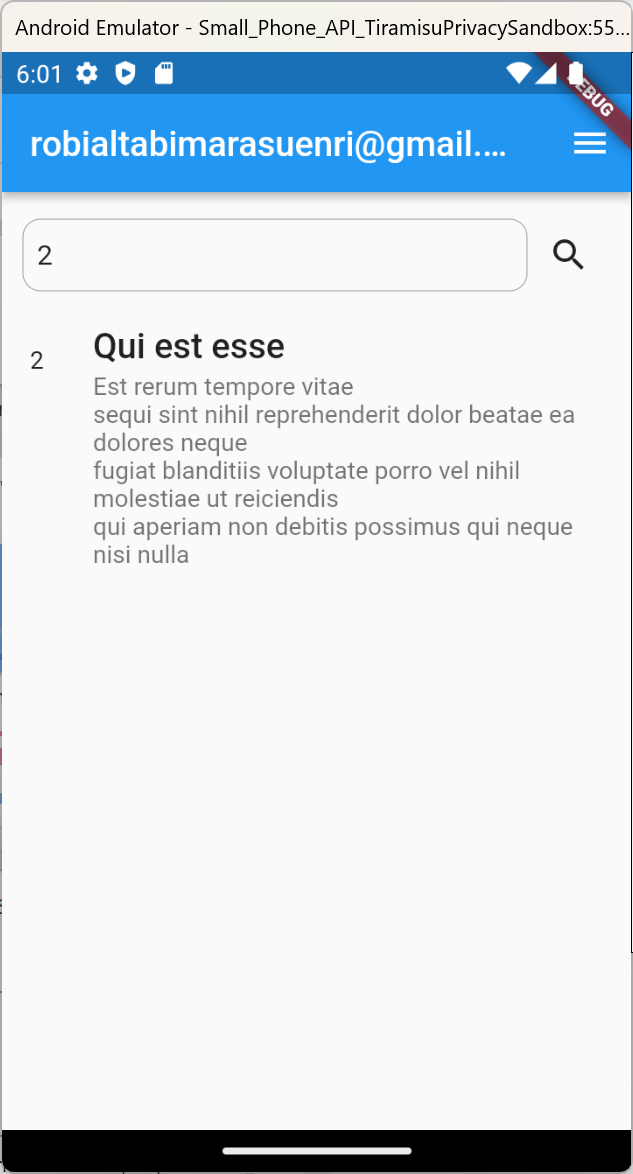 Android Emulator - Small_Phone_API_TiramisuPrivacySandbox:55...
6:01
DEBUG
robialtabimarasuenri@gmail....
2
2
Qui est esse
Est rerum tempore vitae
sequi sint nihil reprehenderit dolor beatae ea
dolores neque
fugiat blanditiis voluptate porro vel nihil
molestiae ut reiciendis
qui aperiam non debitis possimus qui neque
nisi nulla